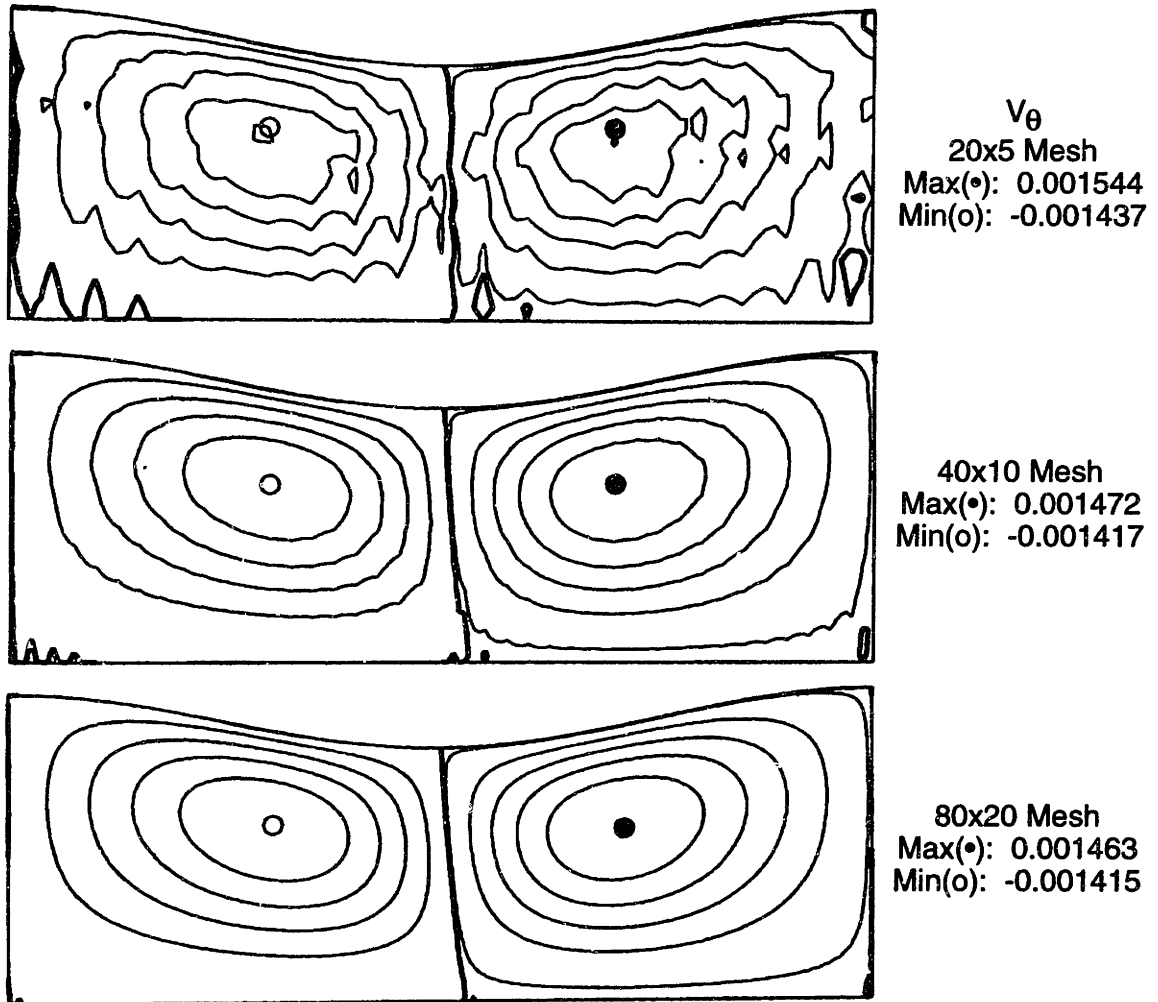 Vθ
20x5 Mesh
Max(•): 0.001544
Min(o): -0.001437
40x10 Mesh
Max(•): 0.001472
Min(o): -0.001417
80x20 Mesh
Max(•): 0.001463
Min(o): -0.001415